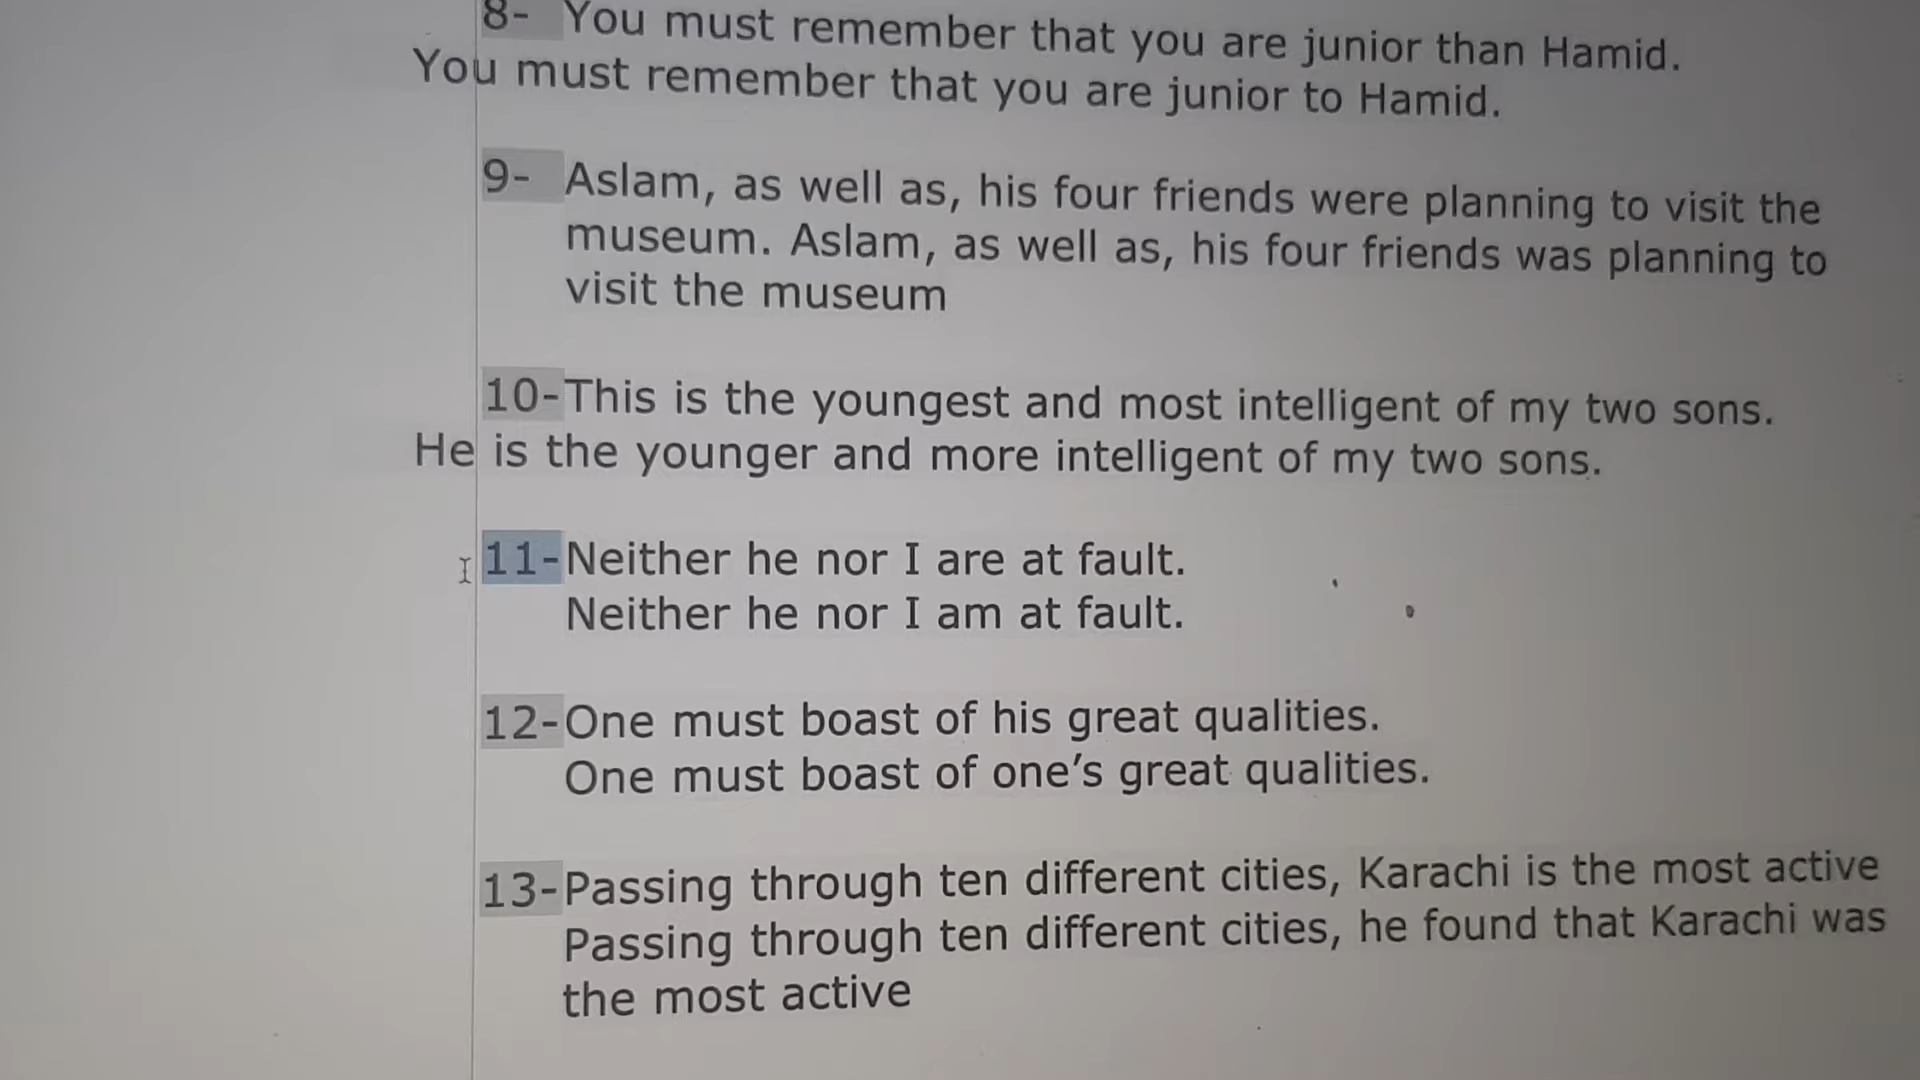 8- You must remember that you are junior than Hamid.
You must remember that you are junior to Hamid.
9- Aslam, as well as, his four friends were planning to visit the
museum. Aslam, as well as, his four friends was planning to
visit the museum
10-This is the youngest and most intelligent of my two sons.
He is the younger and more intelligent of my two sons.
11-Neither he nor I are at fault.
Neither he nor I am at fault.
12-One must boast of his great qualities.
One must boast of one’s great qualities.
13-Passing through ten different cities, Karachi is the most active
Passing through ten different cities, he found that Karachi was
the most active